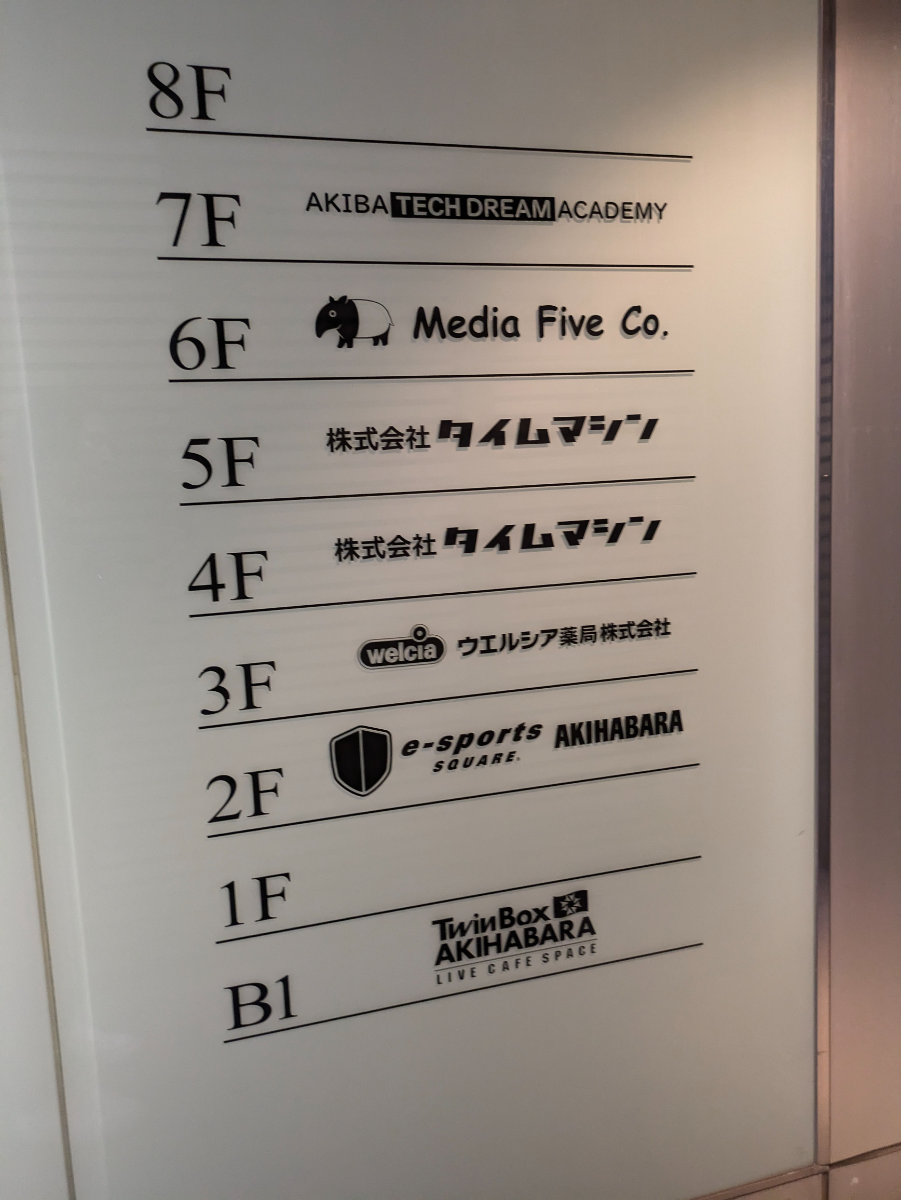 8F
7F AKIBA TECH DREAM ACADEMY
6F Media Five Co.
5F 株式会社 タイムマシン
4F 株式会社 タイムマシン
3F welcia ウエルシア薬局株式会社
2F e-sports SQUARE AKIHABARA
1F
B1 TwinBox
AKIHABARA
LIVE CAFE SPACE